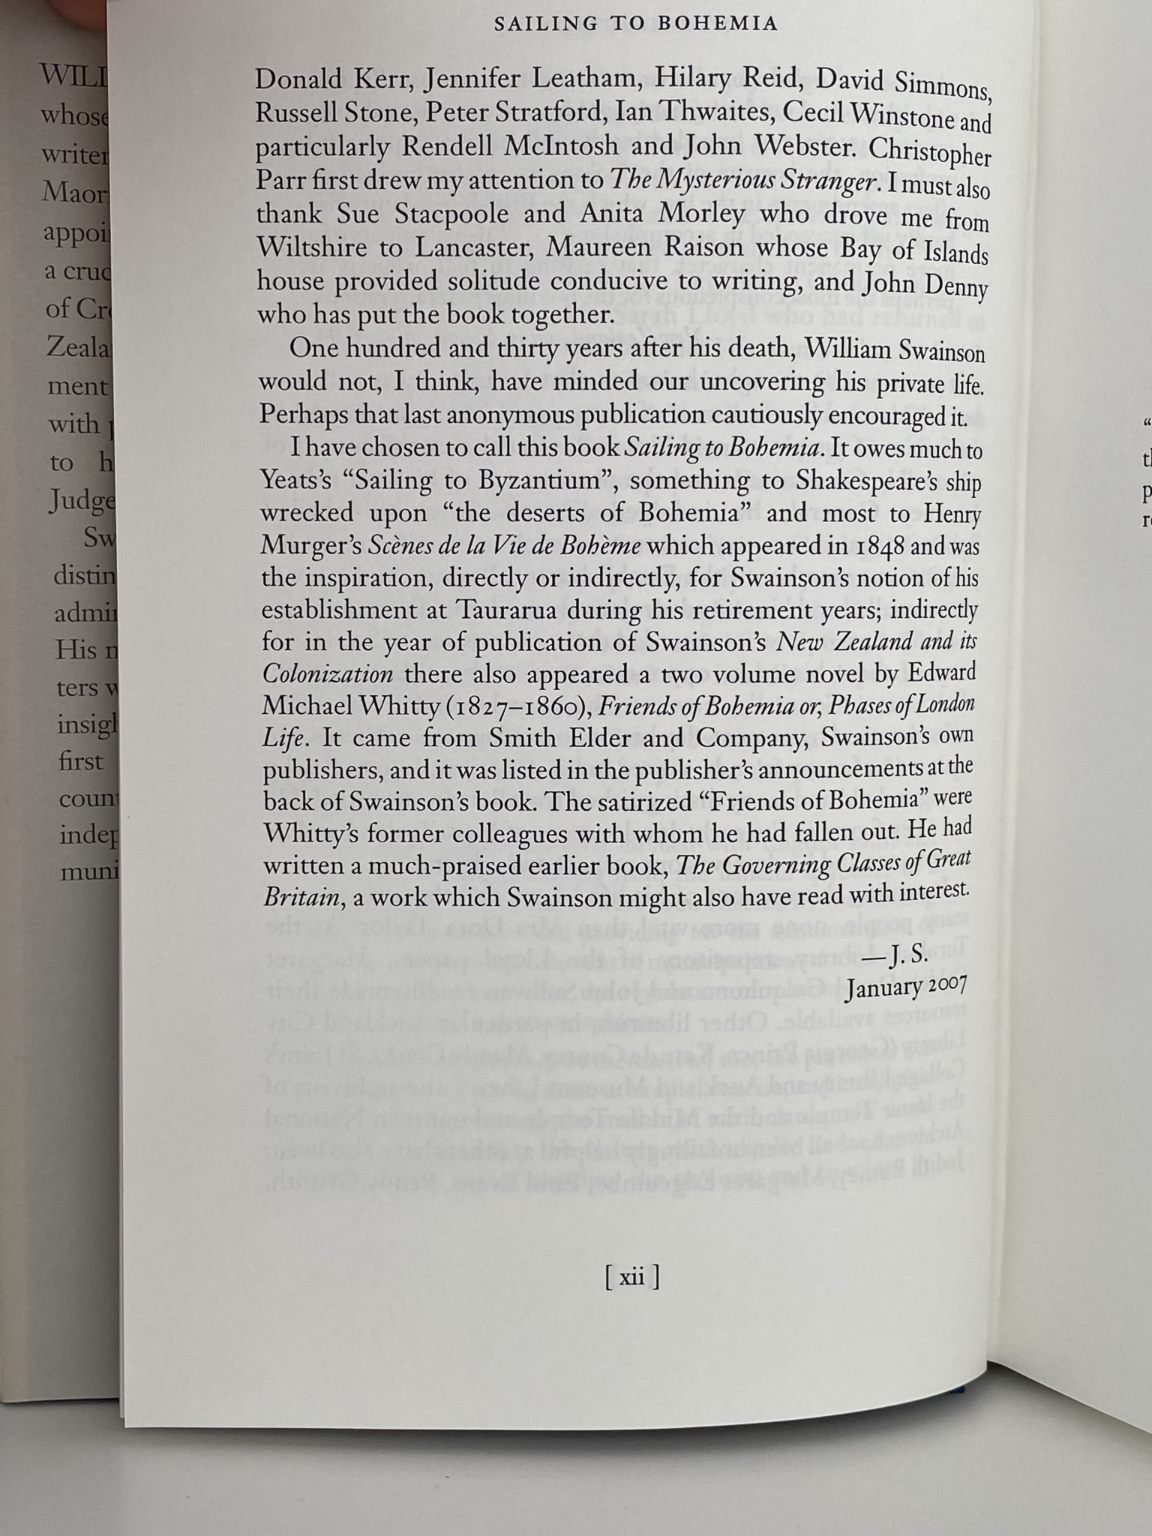 SAILING TO BOHEMIA
Donald Kerr, Jennifer Leatham, Hilary Reid, David Simmons,
Russell Stone, Peter Stratford, Ian Thwaites, Cecil Winstone and
particularly Rendell McIntosh and John Webster. Christopher
Parr first drew my attention to The Mysterious Stranger. I must also
thank Sue Stacpoole and Anita Morley who drove me from
Wiltshire to Lancaster, Maureen Raison whose Bay of Islands
house provided solitude conducive to writing, and John Denny
who has put the book together.
One hundred and thirty years after his death, William Swainson
would not, I think, have minded our uncovering his private life.
Perhaps that last anonymous publication cautiously encouraged it.
I have chosen to call this book Sailing to Bohemia. It owes much to
Yeats's “Sailing to Byzantium”, something to Shakespeare's ship
wrecked upon “the deserts of Bohemia” and most to Henry
Murger's Scènes de la Vie de Bohème which appeared in 1848 and was
the inspiration, directly or indirectly, for Swainson's notion of his
establishment at Taurarua during his retirement years; indirectly
for in the year of publication of Swainson's New Zealand and its
Colonization there also appeared a two volume novel by Edward
Michael Whitty (1827–1860), Friends of Bohemia or, Phases of London
Life. It came from Smith Elder and Company, Swainson's own
publishers, and it was listed in the publisher's announcements at the
back of Swainson's book. The satirized “Friends of Bohemia” were
Whitty's former colleagues with whom he had fallen out. He had
written a much-praised earlier book, The Governing Classes of Great
Britain, a work which Swainson might also have read with interest.
—J. S.
January 2007
[ xii ]
whose
a
of
ment
with
to
first